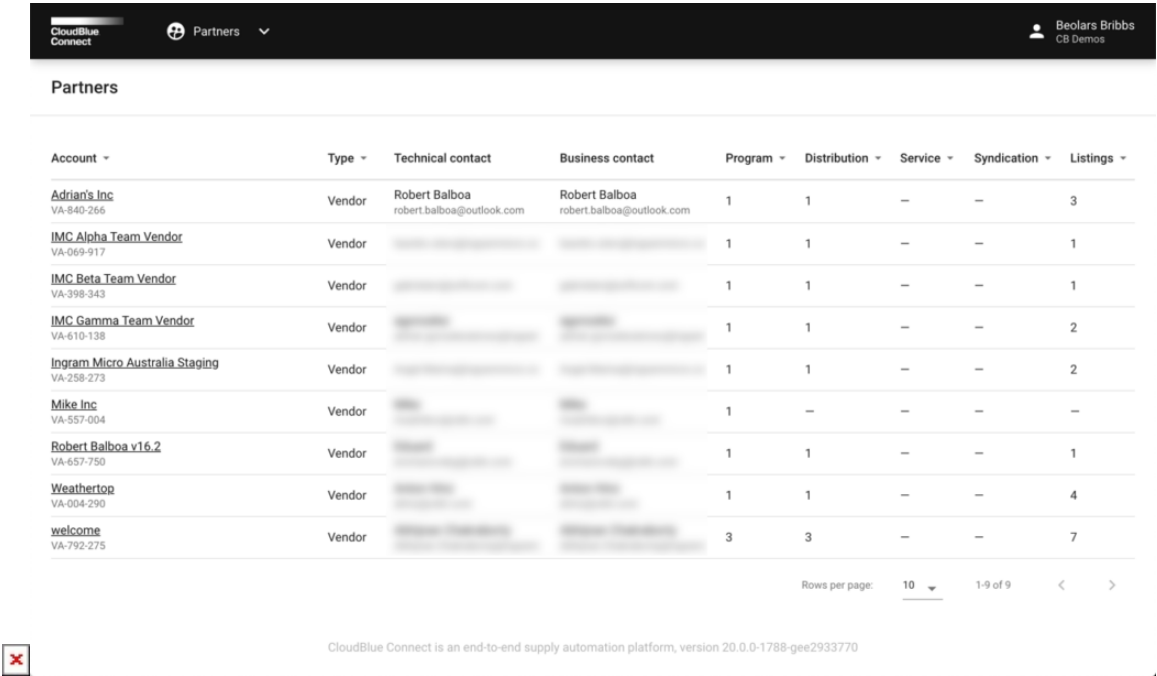 CloudBlue
Connect
Partners
Beolars Bribbs
CB Demos
Partners
Account Type Technical contact Business contact Program Distribution Service Syndication Listings
Adrian's Inc Vendor Robert Balboa Robert Balboa 1 1 — — 3
VA-840-266 robert.balboa@outlook.com robert.balboa@outlook.com
IMC Alpha Team Vendor Vendor 1 1 — — 1
VA-069-917
IMC Beta Team Vendor Vendor 1 1 — — 1
VA-398-343
IMC Gamma Team Vendor Vendor 1 1 — — 2
VA-610-138
Ingram Micro Australia Staging Vendor 1 1 — — 2
VA-258-273
Mike Inc Vendor 1 — — — —
VA-557-004
Robert Balboa v16.2 Vendor 1 1 — — 1
VA-657-750
Weathertop Vendor 1 1 — — 4
VA-004-290
welcome Vendor 3 3 — — 7
VA-792-275
Rows per page: 10 1-9 of 9
CloudBlue Connect is an end-to-end supply automation platform, version 20.0.0-1788-gee2933770